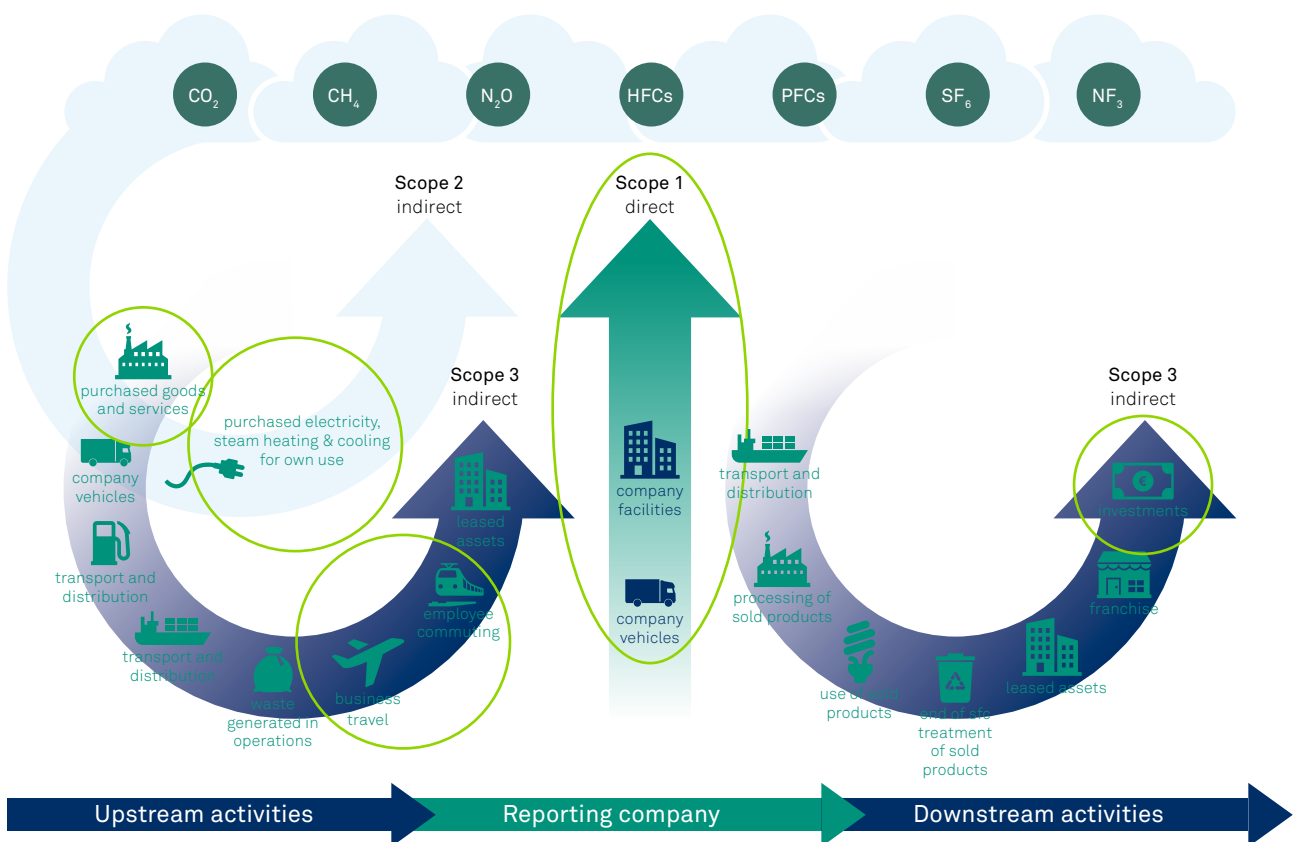 CO₂
CH₄
N₂O
HFCs
PFCs
SF₆
NF₃
Scope 2
indirect
Scope 1
direct
Scope 3
indirect
Scope 3
indirect
purchased goods
and services
purchased electricity,
steam heating & cooling
for own use
company
vehicles
transport and
distribution
transport and
distribution
waste
generated in
operations
business
travel
employee
commuting
leased
assets
company
facilities
company
vehicles
transport and
distribution
processing of
sold products
use of sold
products
end of sfc
treatment
of sold
products
leased assets
franchise
investments
€
Upstream activities
Reporting company
Downstream activities